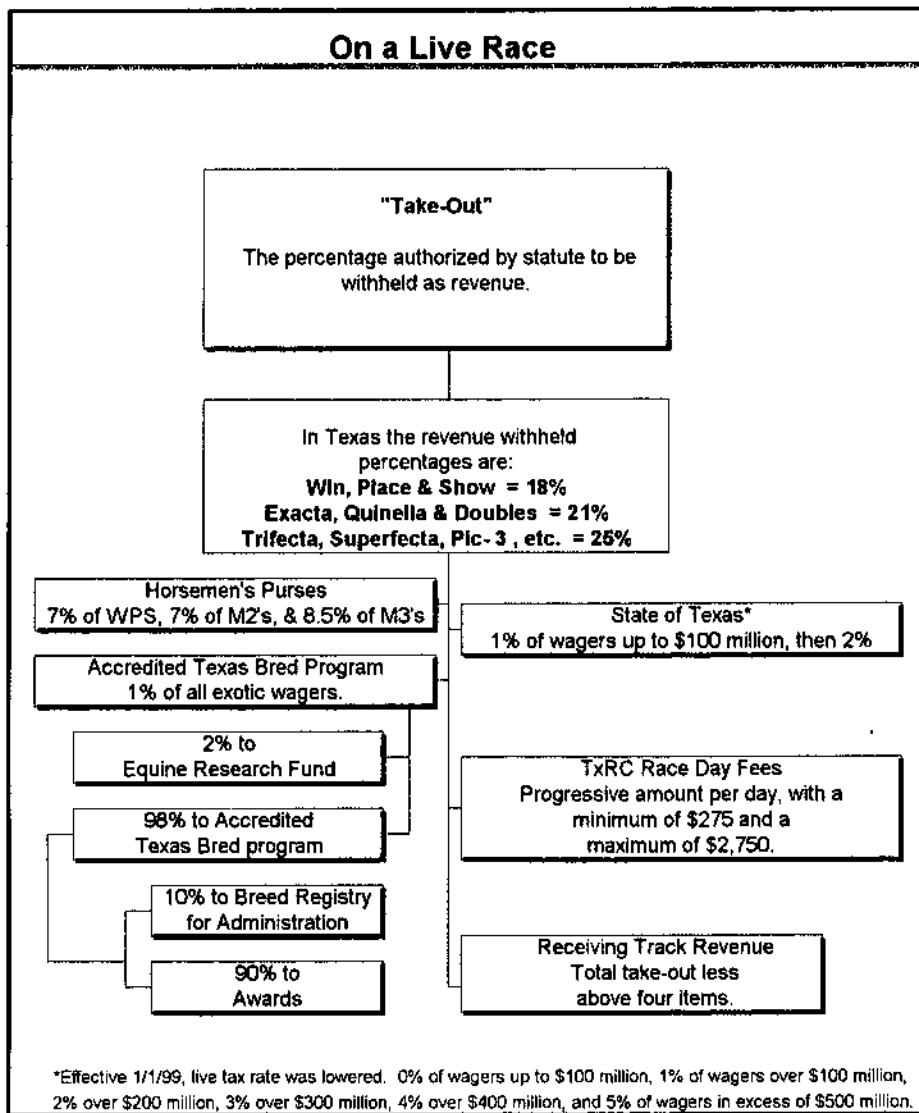 On a Live Race
"Take-Out"
The percentage authorized by statute to be
withheld as revenue.
In Texas the revenue withheld
percentages are:
Win, Place & Show = 18%
Exacta, Quinella & Doubles = 21%
Trifecta, Superfecta, Pic-3 , etc. = 25%
Horsemen's Purses
7% of WPS, 7% of M2's, & 8.5% of M3's
State of Texas*
1% of wagers up to $100 million, then 2%
Accredited Texas Bred Program
1% of all exotic wagers.
2% to
Equine Research Fund
TxRC Race Day Fees
Progressive amount per day, with a
minimum of $275 and a
maximum of $2,750.
98% to Accredited
Texas Bred program
10% to Breed Registry
for Administration
Receiving Track Revenue
Total take-out less
above four items.
90% to
Awards
*Effective 1/1/99, live tax rate was lowered. 0% of wagers up to $100 million, 1% of wagers over $100 million,
2% over $200 million, 3% over $300 million, 4% over $400 million, and 5% of wagers in excess of $500 million.